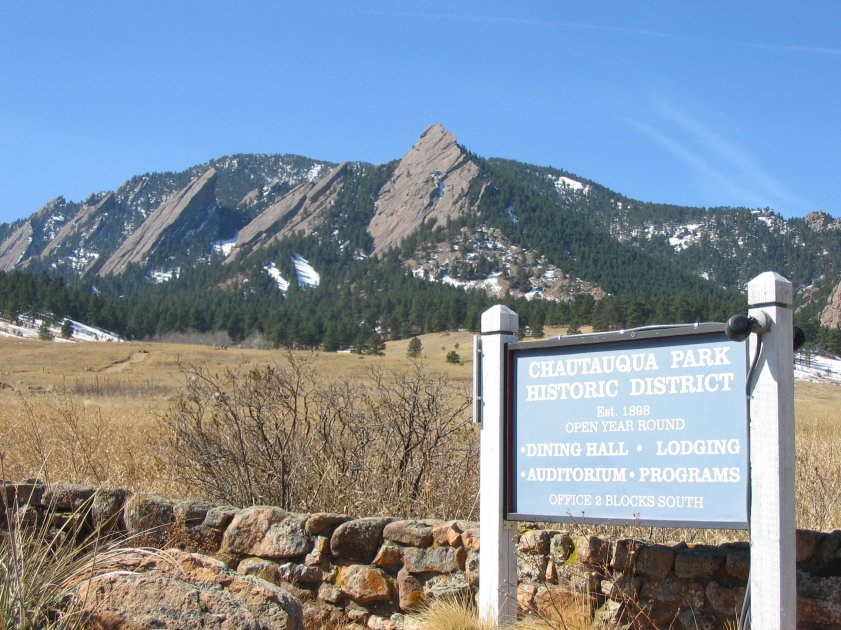 CHAUTAUQUA PARK
HISTORIC DISTRICT
Est. 1898
OPEN YEAR ROUND
•DINING HALL • LODGING
•AUDITORIUM • PROGRAMS
OFFICE 2 BLOCKS SOUTH